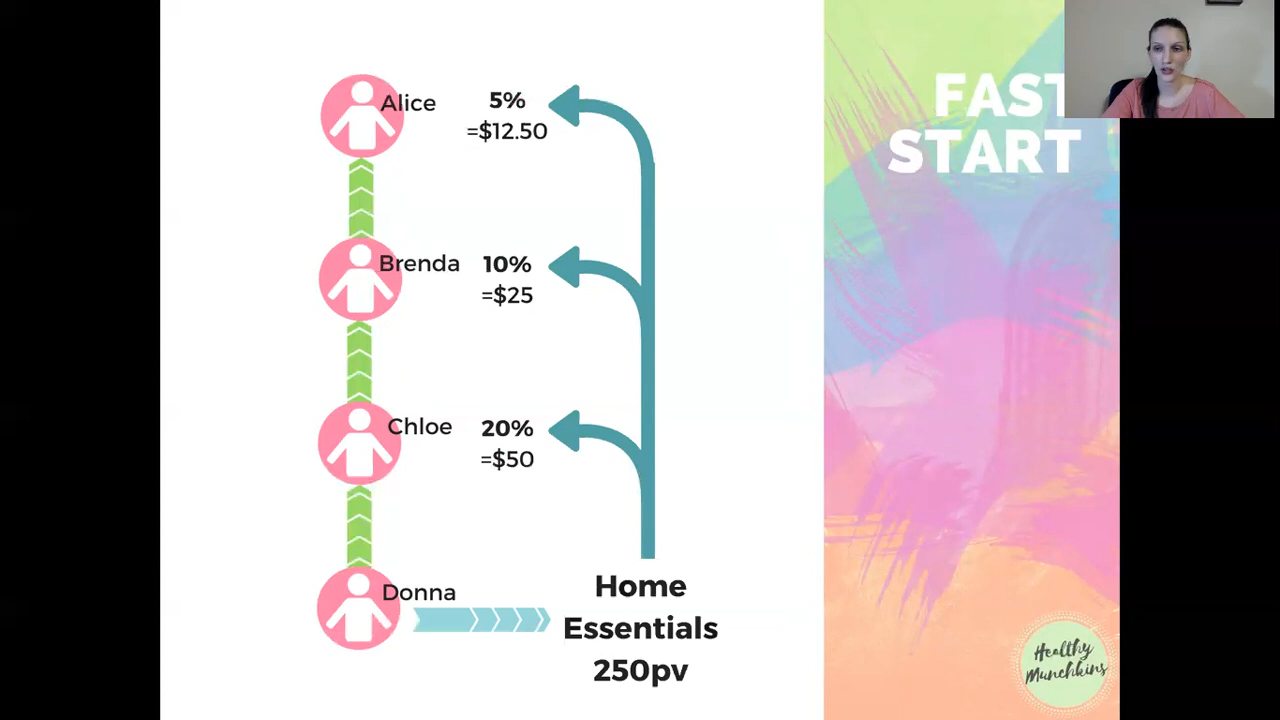 Alice
5%
=$12.50
Brenda
10%
=$25
Chloe
20%
=$50
Donna
Home
Essentials
250pv
FAST
START
Healthy
Munchkins